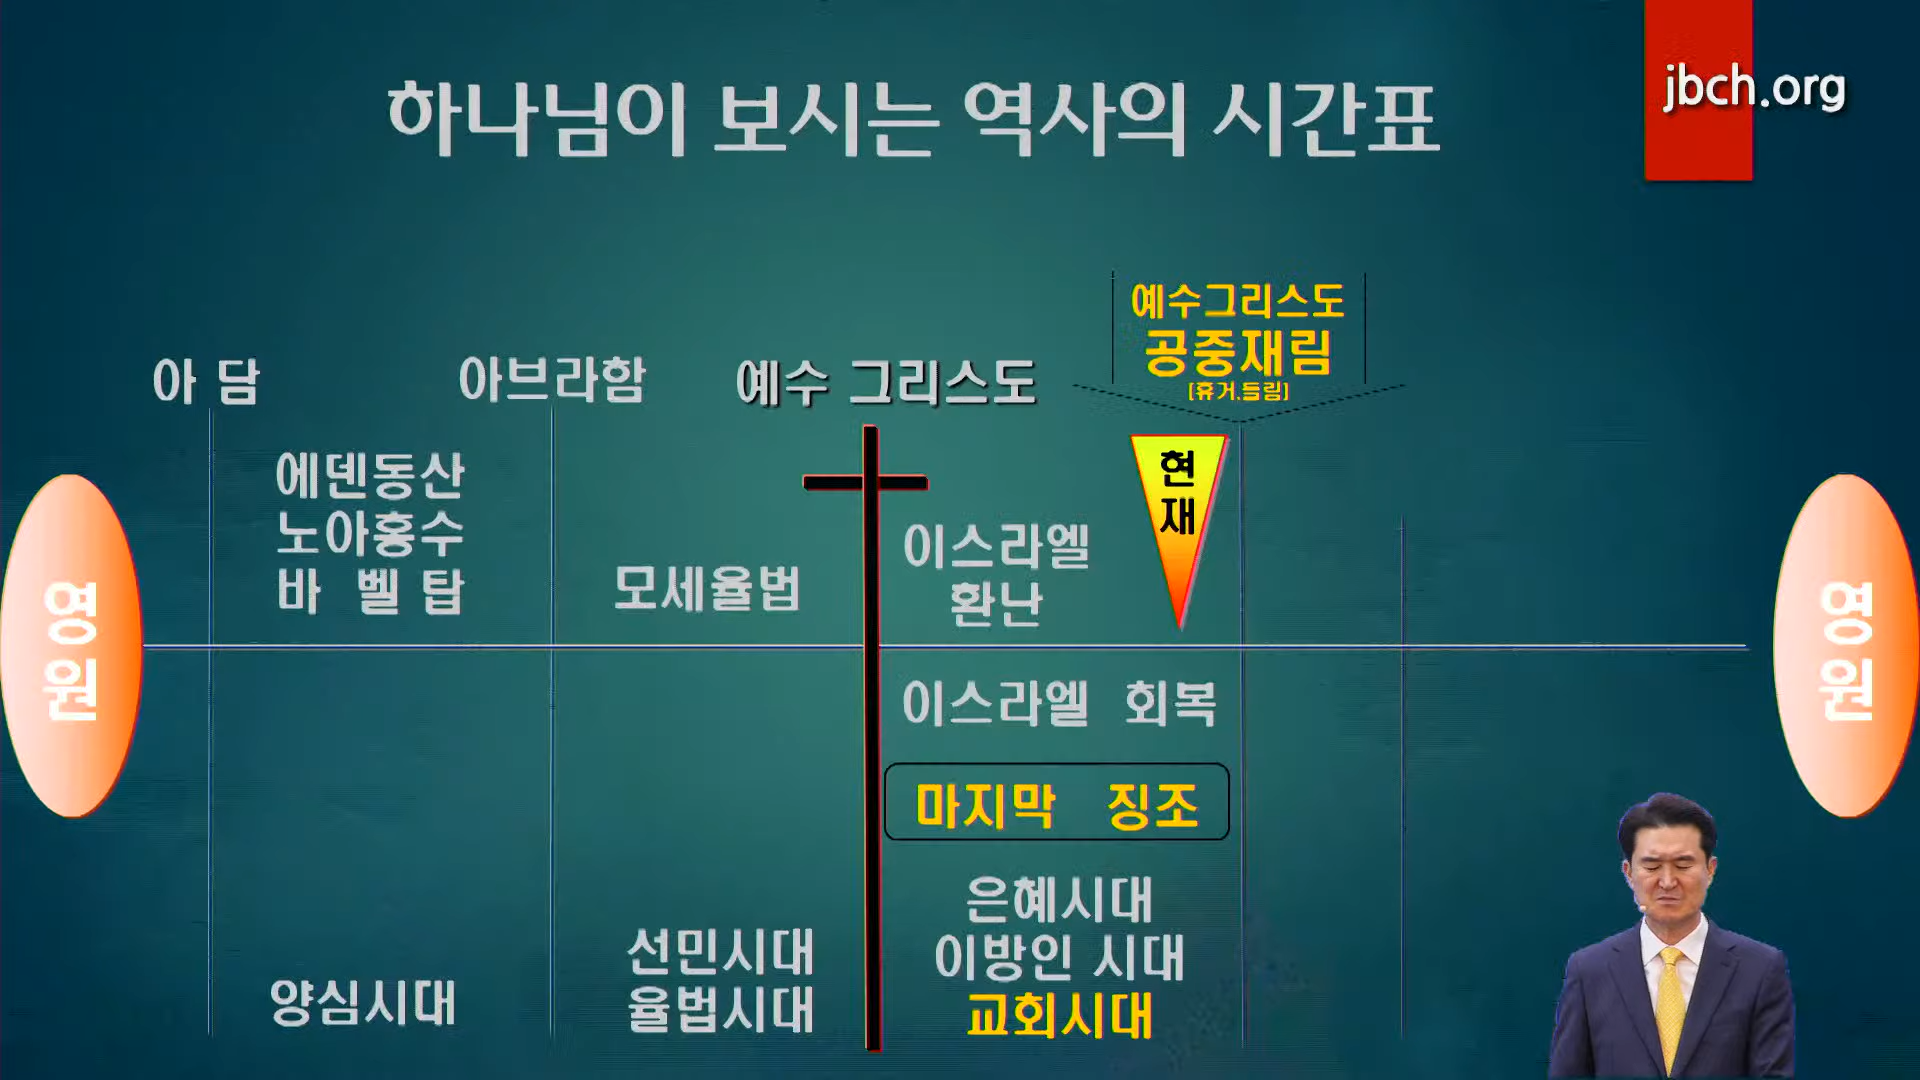 하나님이 보시는 역사의 시간표
jbch.org
예수그리스도
공중재림
[휴거,들림]
아 담
아브라함
예수 그리스도
에덴동산
노아홍수
바 벨 탑
모세율법
이스라엘
환난
현
재
영
원
영
원
이스라엘 회복
마지막 징조
은혜시대
이방인 시대
교회시대
선민시대
율법시대
양심시대